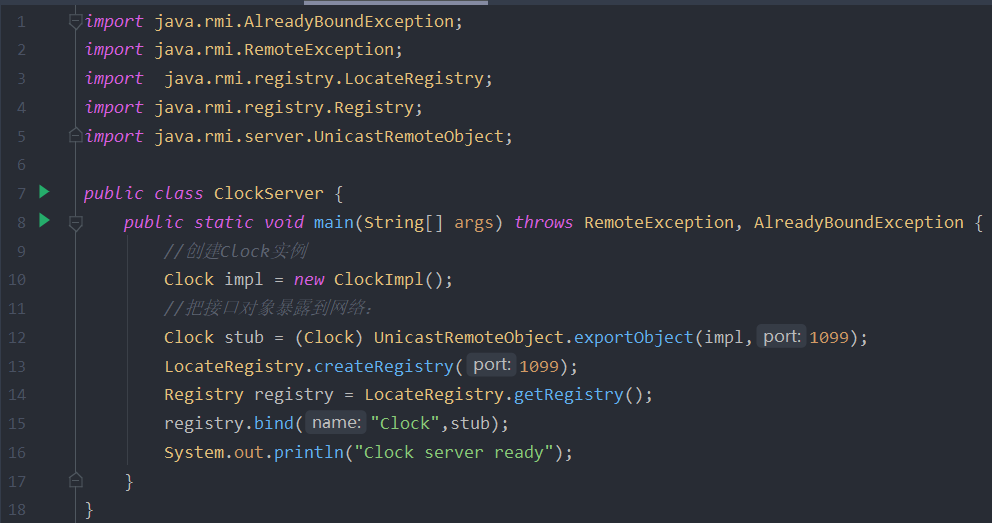 1 import java.rmi.AlreadyBoundException;
2 import java.rmi.RemoteException;
3 import  java.rmi.registry.LocateRegistry;
4 import java.rmi.registry.Registry;
5 import java.rmi.server.UnicastRemoteObject;
6
7 public class ClockServer {
8     public static void main(String[] args) throws RemoteException, AlreadyBoundException {
9         //创建Clock实例
10         Clock impl = new ClockImpl();
11         //把接口对象暴露到网络：
12         Clock stub = (Clock) UnicastRemoteObject.exportObject(impl, port: 1099);
13         LocateRegistry.createRegistry( port: 1099);
14         Registry registry = LocateRegistry.getRegistry();
15         registry.bind( name: "Clock",stub);
16         System.out.println("Clock server ready");
17     }
18 }